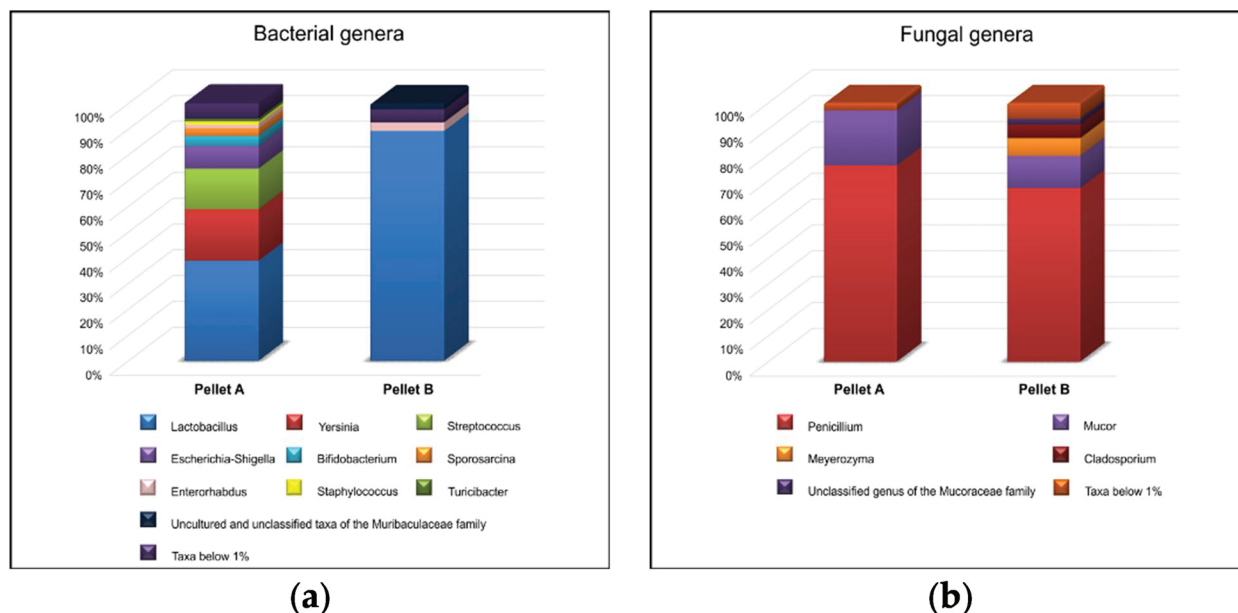 Bacterial genera
100%
90%
80%
70%
60%
50%
40%
30%
20%
10%
0%
Pellet A Pellet B
Lactobacillus Yersinia Streptococcus
Escherichia-Shigella Bifidobacterium Sporosarcina
Enterorhabdus Staphylococcus Turicibacter
Uncultured and unclassified taxa of the Muribaculaceae family
Taxa below 1%
(a)
Fungal genera
100%
90%
80%
70%
60%
50%
40%
30%
20%
10%
0%
Pellet A Pellet B
Penicillium Mucor
Meyerozyma Cladosporium
Unclassified genus of the Mucoraceae family Taxa below 1%
(b)